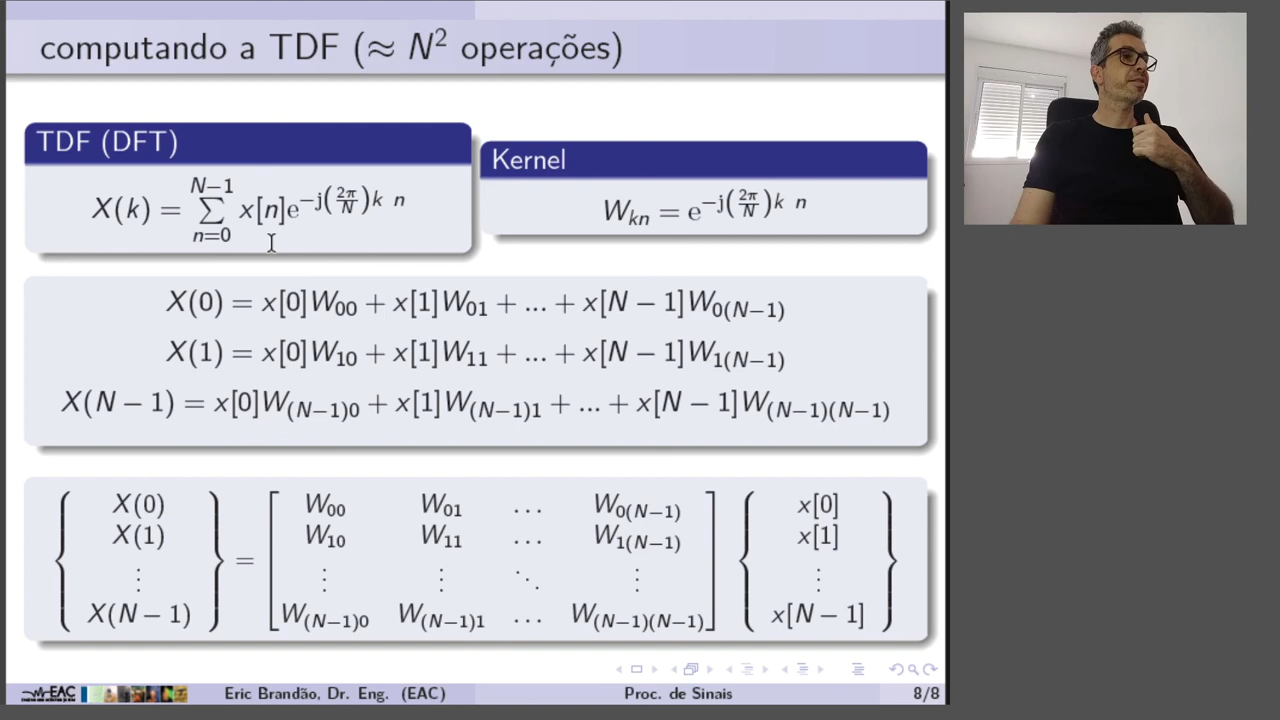 computando a TDF (≈ N² operações)
TDF (DFT)
X(k) = ∑_{n=0}^{N−1} x[n]e^{−j(2π/N)k n}
Kernel
W_{kn} = e^{−j(2π/N)k n}
X(0) = x[0]W_{00} + x[1]W_{01} + ... + x[N − 1]W_{0(N−1)}
X(1) = x[0]W_{10} + x[1]W_{11} + ... + x[N − 1]W_{1(N−1)}
X(N − 1) = x[0]W_{(N−1)0} + x[1]W_{(N−1)1} + ... + x[N − 1]W_{(N−1)(N−1)}
X(0) W_{00} W_{01} ... W_{0(N−1)} x[0]
X(1) W_{10} W_{11} ... W_{1(N−1)} x[1]
⋮ = ⋮ ⋮ ⋱ ⋮ ⋮
X(N − 1) W_{(N−1)0} W_{(N−1)1} ... W_{(N−1)(N−1)} x[N − 1]
EAC Eric Brandão, Dr. Eng. (EAC) Proc. de Sinais 8/8